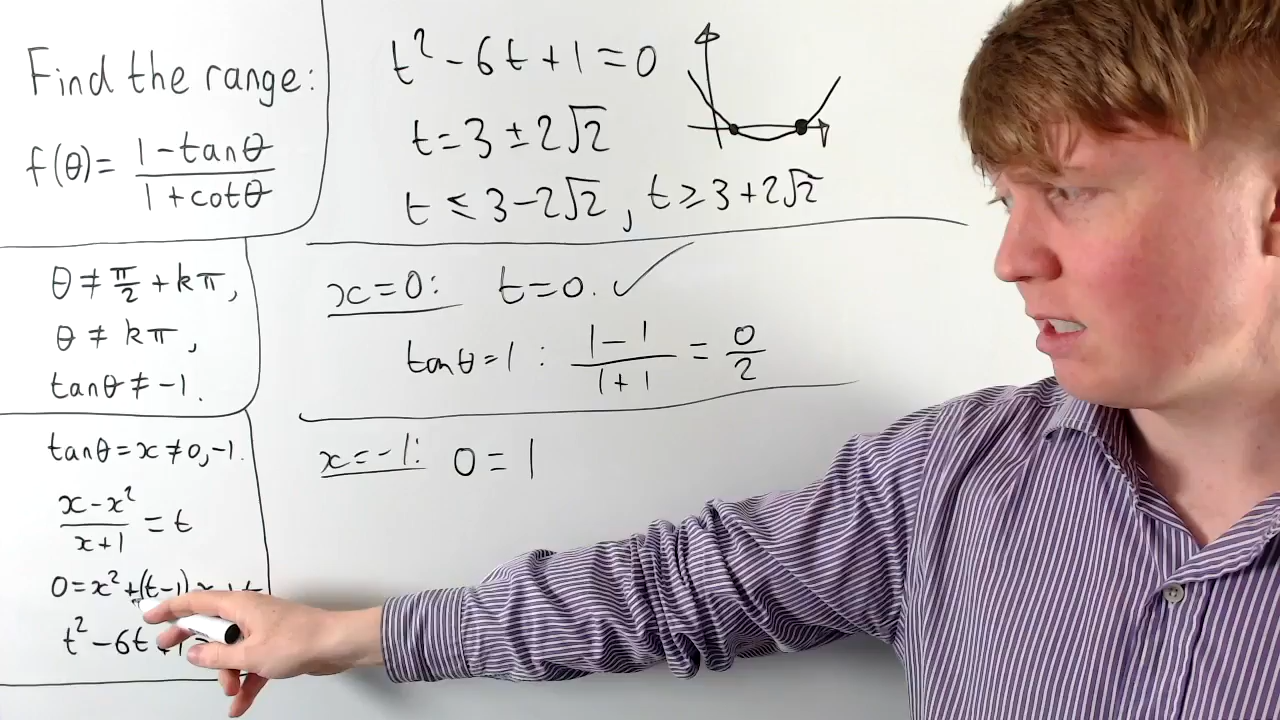 Find the range:
f(θ) = (1 - tanθ)/(1 + cotθ)
θ ≠ π/2 + kπ,
θ ≠ kπ,
tanθ ≠ -1.
tanθ = x ≠ 0, -1.
(x - x²)/(x + 1) = t
0 = x² + (t - 1)
t² - 6t
t² - 6t + 1 = 0
t = 3 ± 2√2
t ≤ 3 - 2√2, t ≥ 3 + 2√2
x = 0: t = 0. ✓
tanθ = 1 : (1 - 1)/(1 + 1) = 0/2
x = -1: 0 = 1